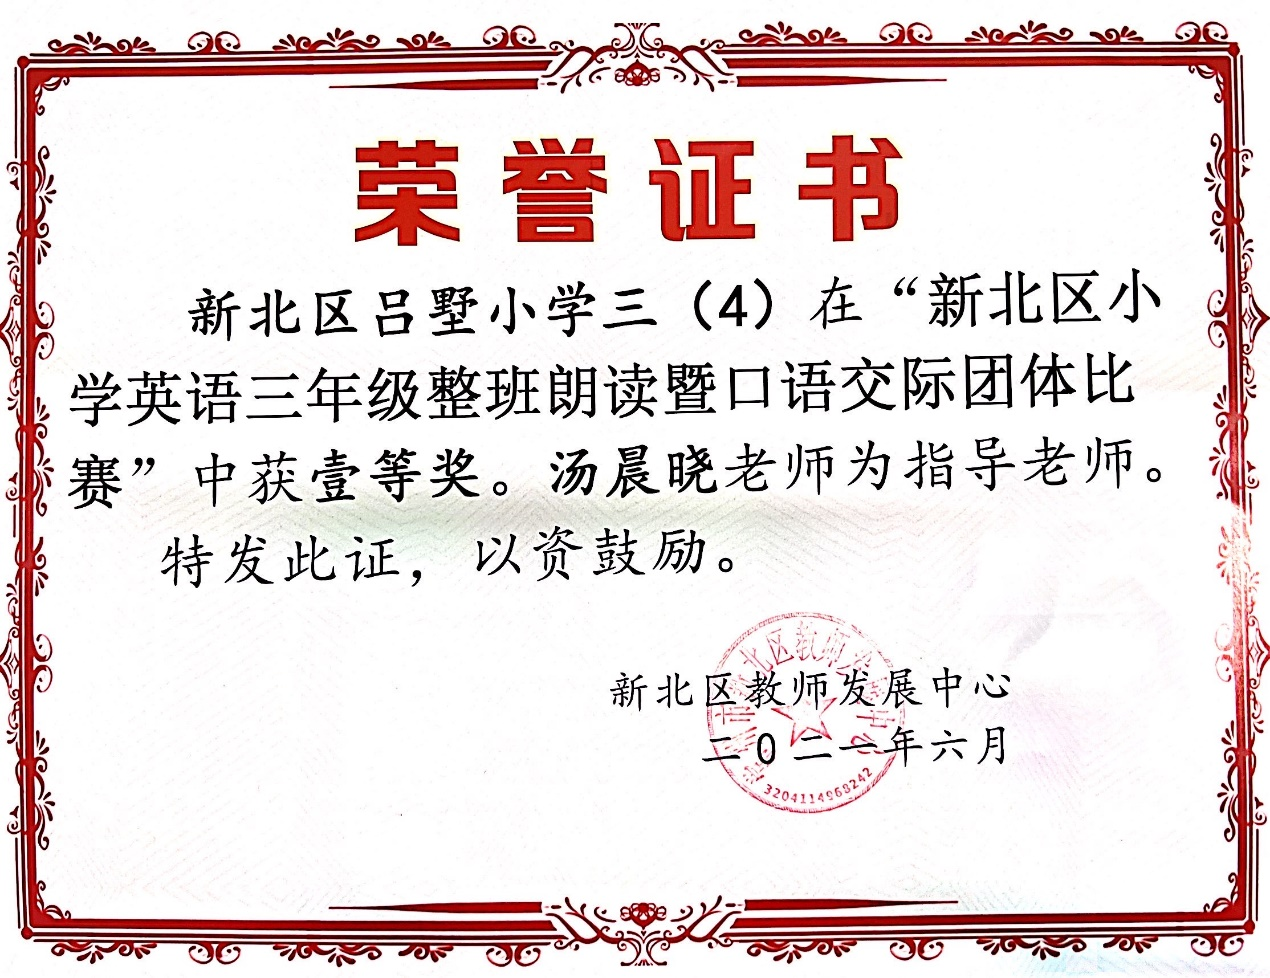 荣誉证书
新北区吕墅小学三（4）在“新北区小
学英语三年级整班朗读暨口语交际团体比
赛”中获壹等奖。汤晨晓老师为指导老师。
特发此证，以资鼓励。
新北区教师发展中心
二0二一年六月
3204114968242